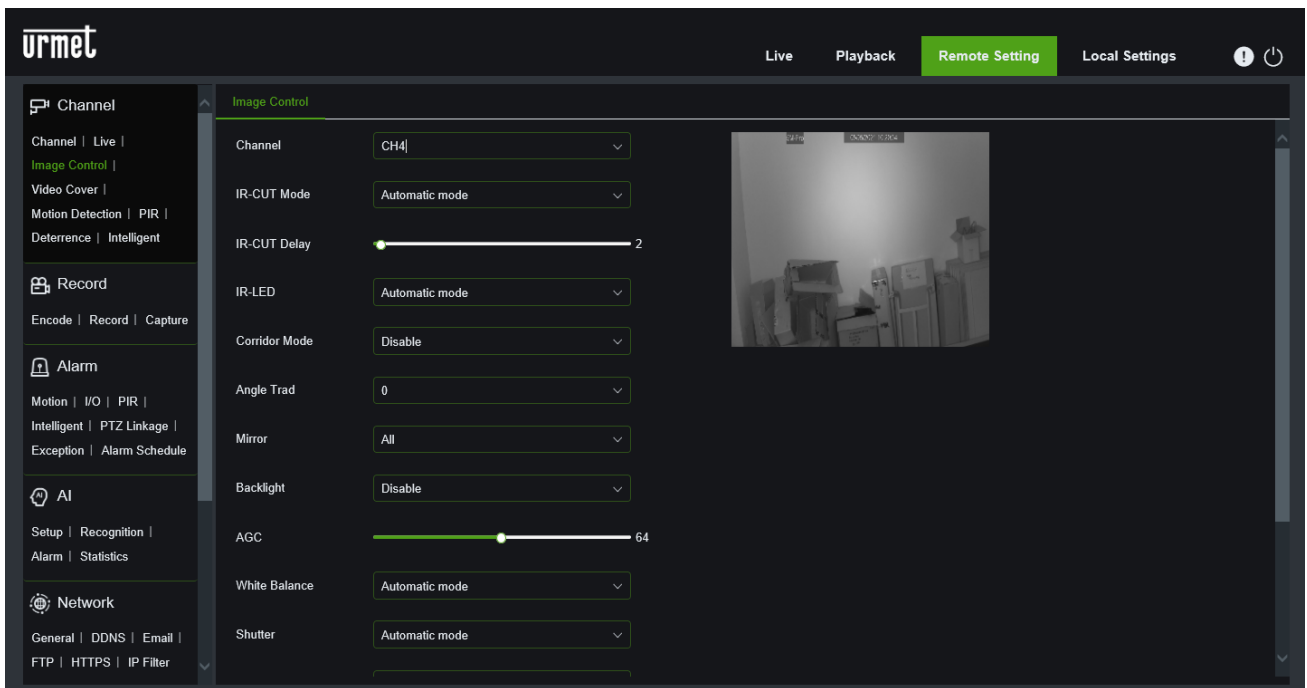 urmet
Live Playback Remote Setting Local Settings
Channel
Channel | Live |
Image Control |
Video Cover |
Motion Detection | PIR |
Deterrence | Intelligent
Record
Encode | Record | Capture
Alarm
Motion | I/O | PIR |
Intelligent | PTZ Linkage |
Exception | Alarm Schedule
AI
Setup | Recognition |
Alarm | Statistics
Network
General | DDNS | Email |
FTP | HTTPS | IP Filter
Image Control
Channel CH4
IR-CUT Mode Automatic mode
IR-CUT Delay 2
IR-LED Automatic mode
Corridor Mode Disable
Angle Trad 0
Mirror All
Backlight Disable
AGC 64
White Balance Automatic mode
Shutter Automatic mode